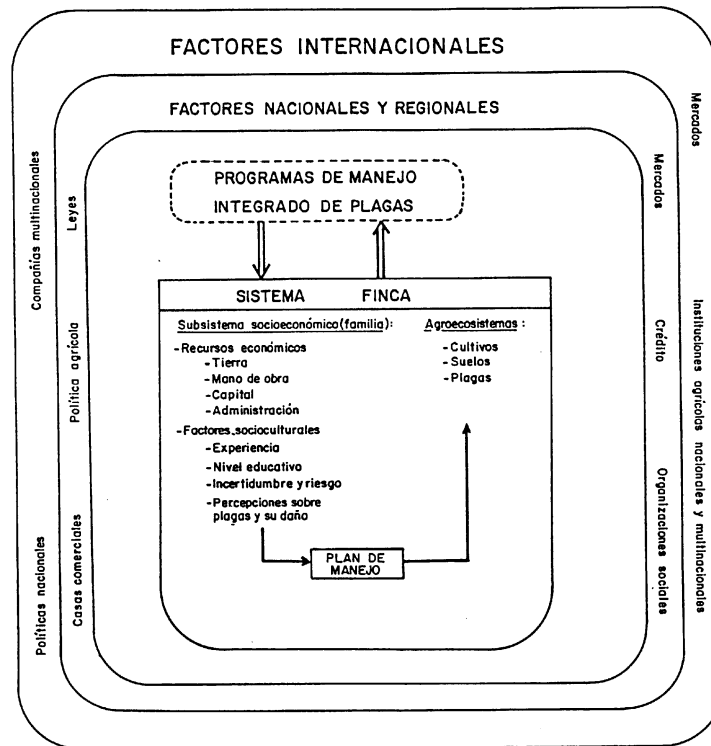 FACTORES INTERNACIONALES
FACTORES NACIONALES Y REGIONALES
PROGRAMAS DE MANEJO
INTEGRADO DE PLAGAS
SISTEMA FINCA
Subsistema socioeconómico (familia):
-Recursos económicos
-Tierra
-Mano de obra
-Capital
-Administración
-Factores socioculturales
-Experiencia
-Nivel educativo
-Incertidumbre y riesgo
-Percepciones sobre
plagas y su daño
Agroecosistemas:
-Cultivos
-Suelos
-Plagas
PLAN DE
MANEJO
Compañías multinacionales
Políticas nacionales
Leyes
Política agrícola
Casas comerciales
Mercados
Crédito
Organizaciones sociales
Mercados
Instituciones agrícolas nacionales y multinacionales